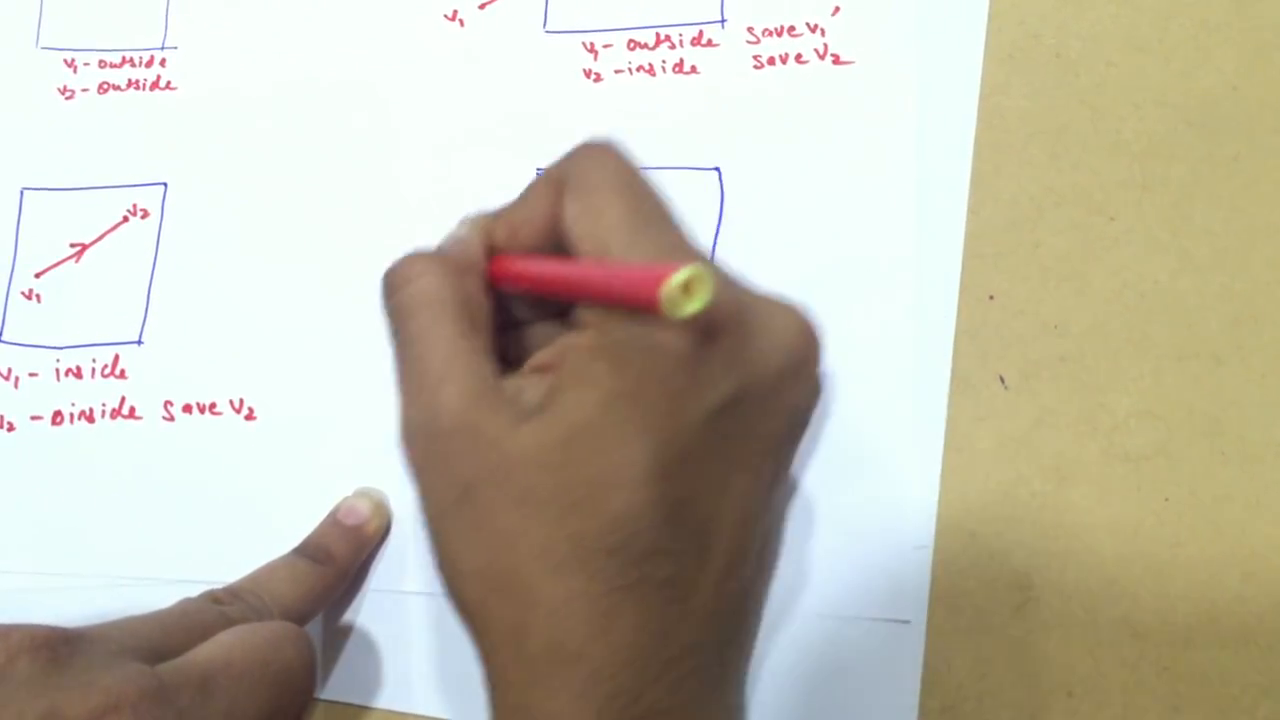 v₁ - outside
v₂ - outside
v₁
v₁ - outside save v₁'
v₂ - inside save v₂
v₂
v₁
v₁ - inside
v₂ - inside save v₂